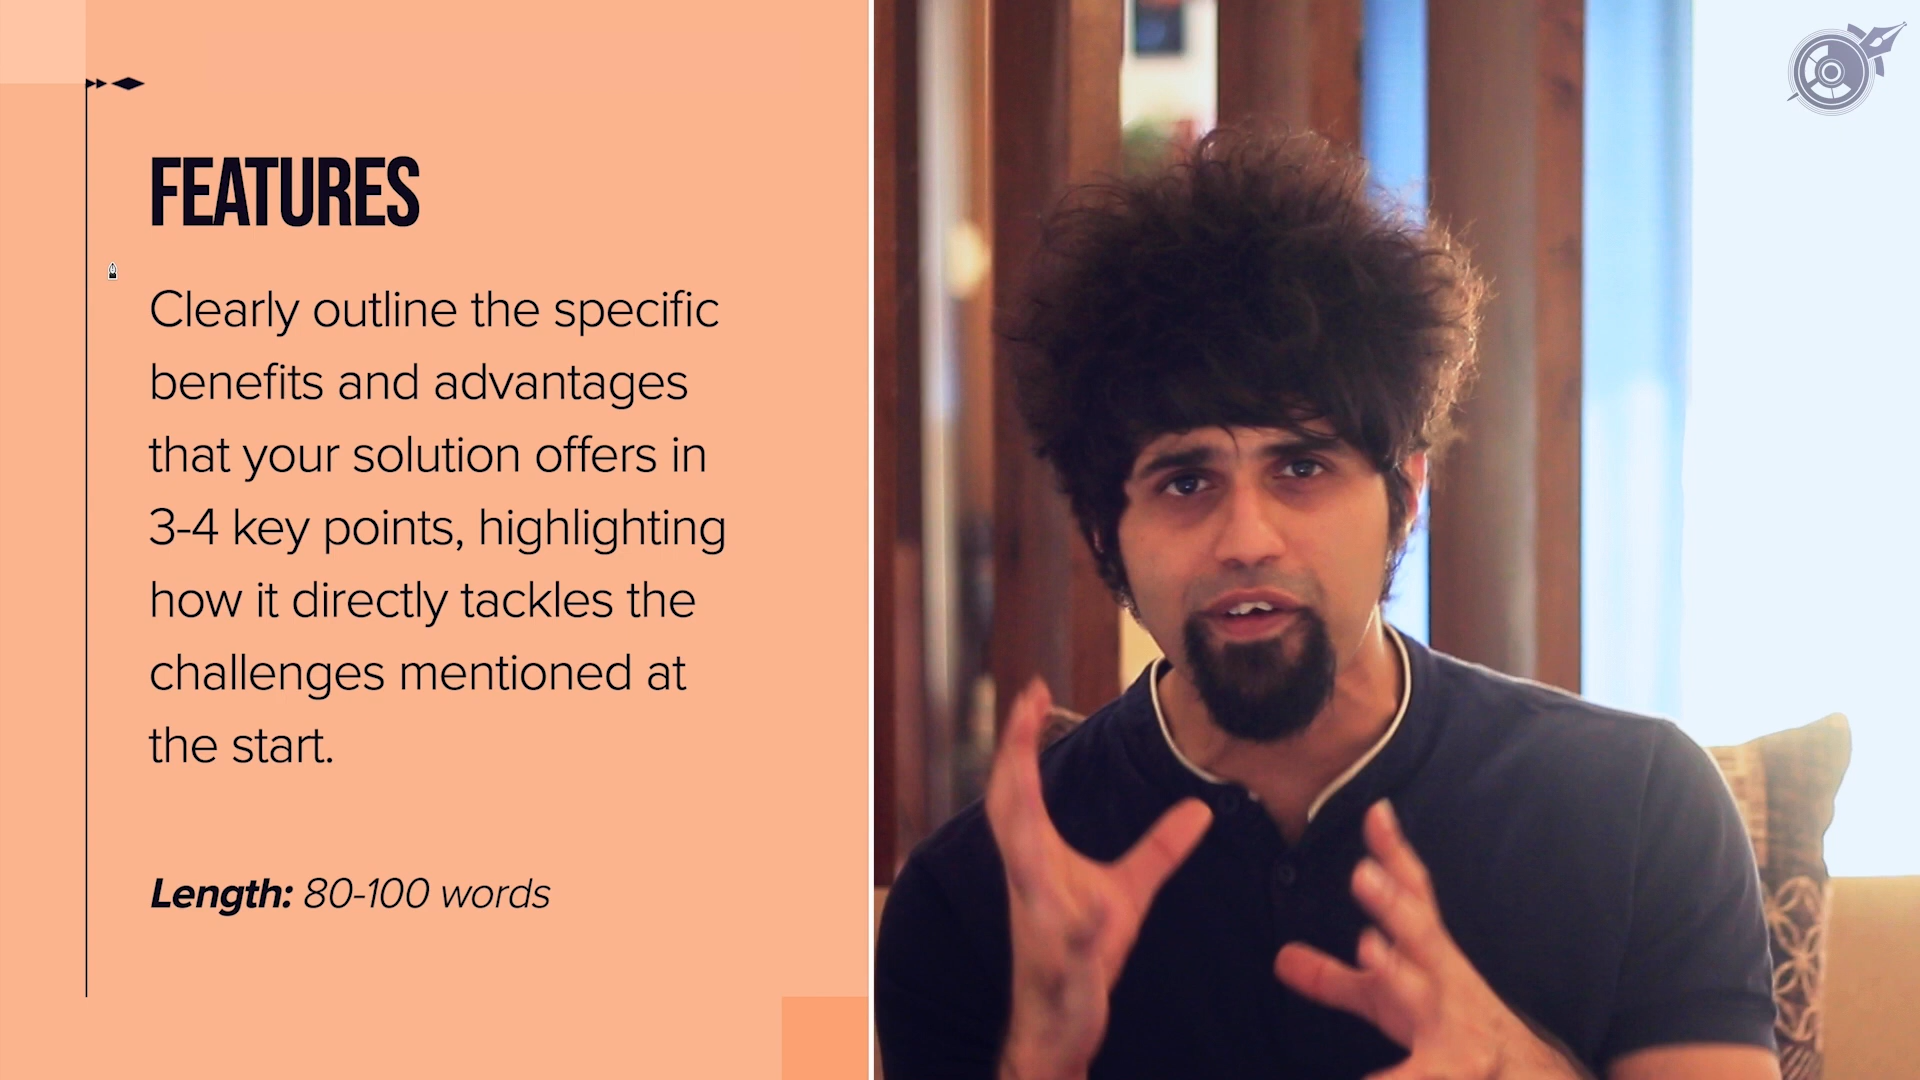 FEATURES
Clearly outline the specific
benefits and advantages
that your solution offers in
3-4 key points, highlighting
how it directly tackles the
challenges mentioned at
the start.
Length: 80-100 words